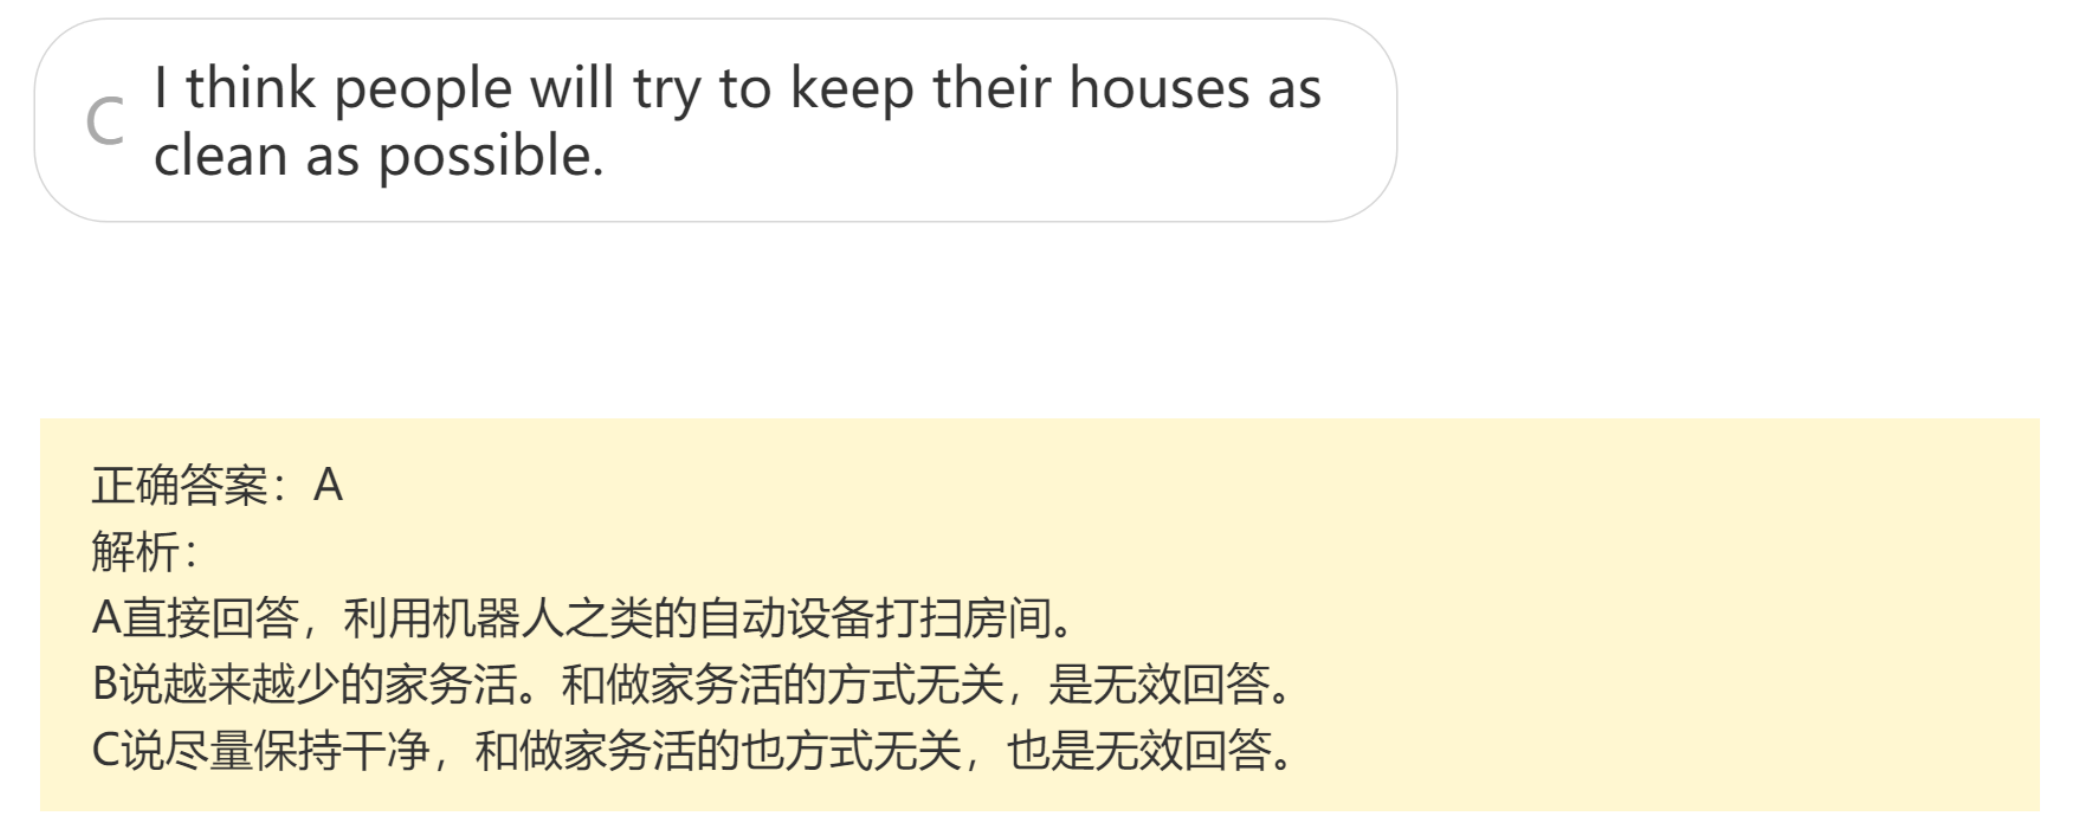 C
I think people will try to keep their houses as
clean as possible.
正确答案：A
解析：
A直接回答，利用机器人之类的自动设备打扫房间。
B说越来越少的家务活。和做家务活的方式无关，是无效回答。
C说尽量保持干净，和做家务活的也方式无关，也是无效回答。